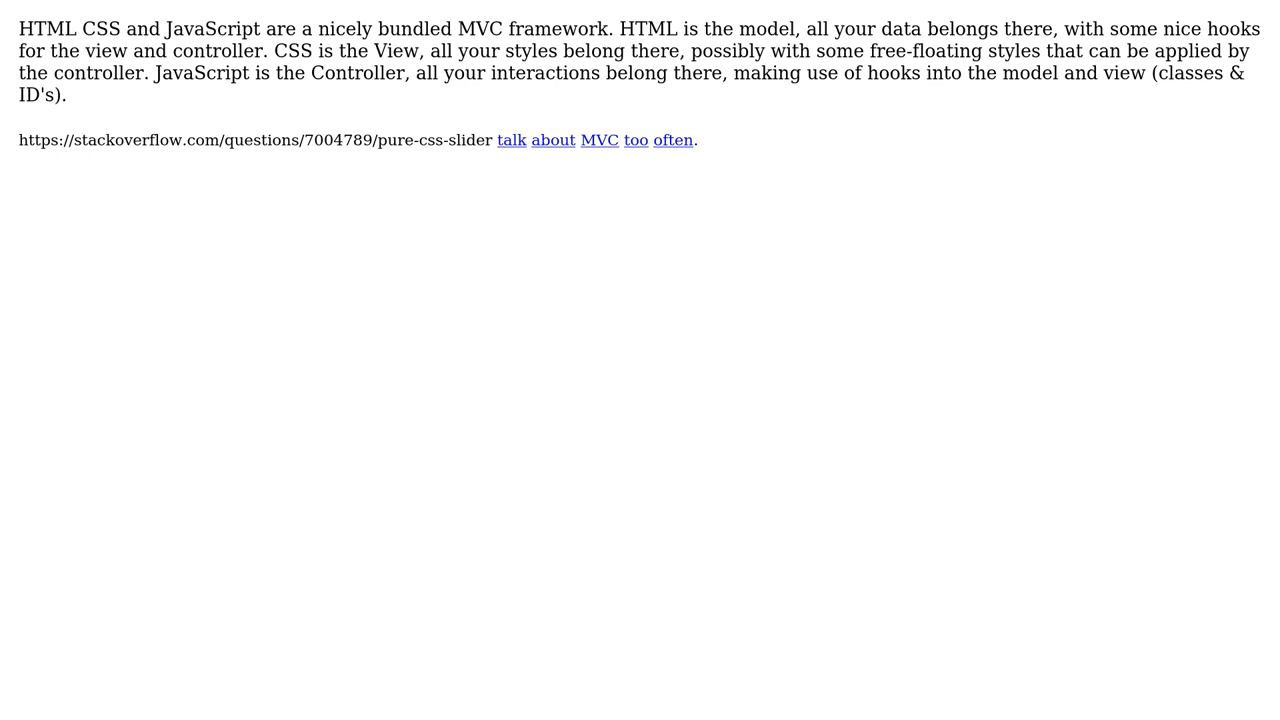 HTML CSS and JavaScript are a nicely bundled MVC framework. HTML is the model, all your data belongs there, with some nice hooks
for the view and controller. CSS is the View, all your styles belong there, possibly with some free-floating styles that can be applied by
the controller. JavaScript is the Controller, all your interactions belong there, making use of hooks into the model and view (classes &
ID's).
https://stackoverflow.com/questions/7004789/pure-css-slider talk about MVC too often.